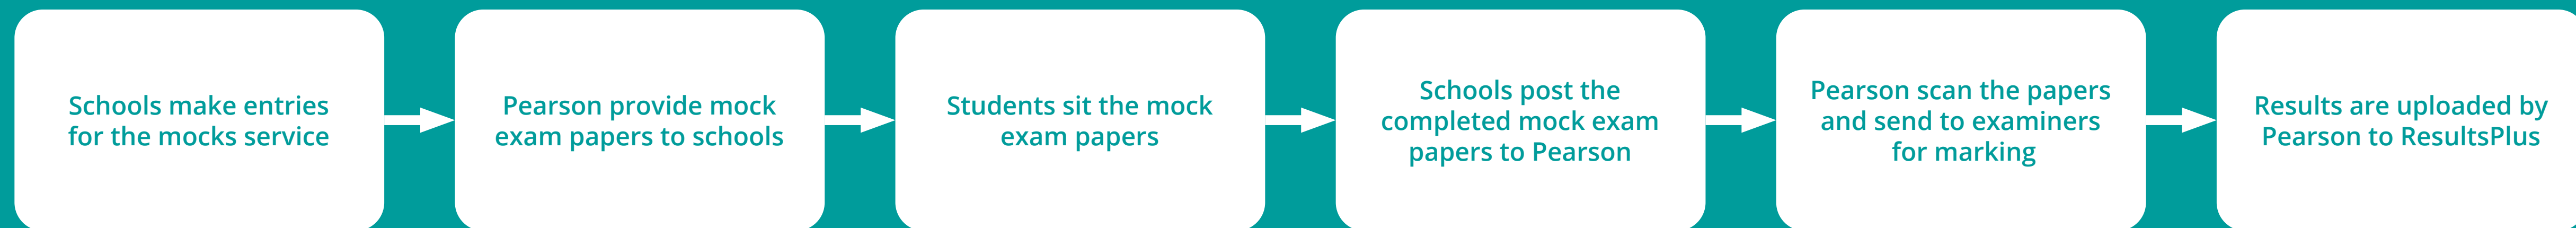 Schools make entries
for the mocks service
Pearson provide mock
exam papers to schools
Students sit the mock
exam papers
Schools post the
completed mock exam
papers to Pearson
Pearson scan the papers
and send to examiners
for marking
Results are uploaded by
Pearson to ResultsPlus